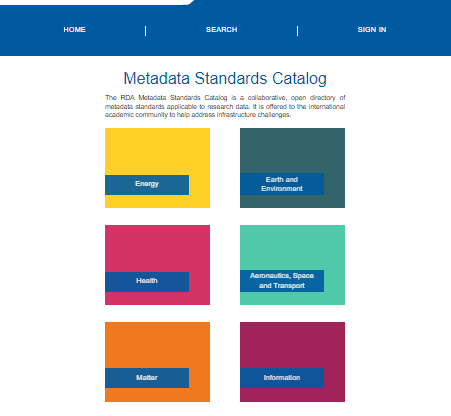 HOME
SEARCH
SIGN IN
Metadata Standards Catalog
The RDA Metadata Standards Catalog is a collaborative, open directory of
metadata standards applicable to research data. It is offered to the international
academic community to help address infrastructure challenges.
Energy
Earth and
Environment
Health
Aeronautics, Space
and Transport
Matter
Information